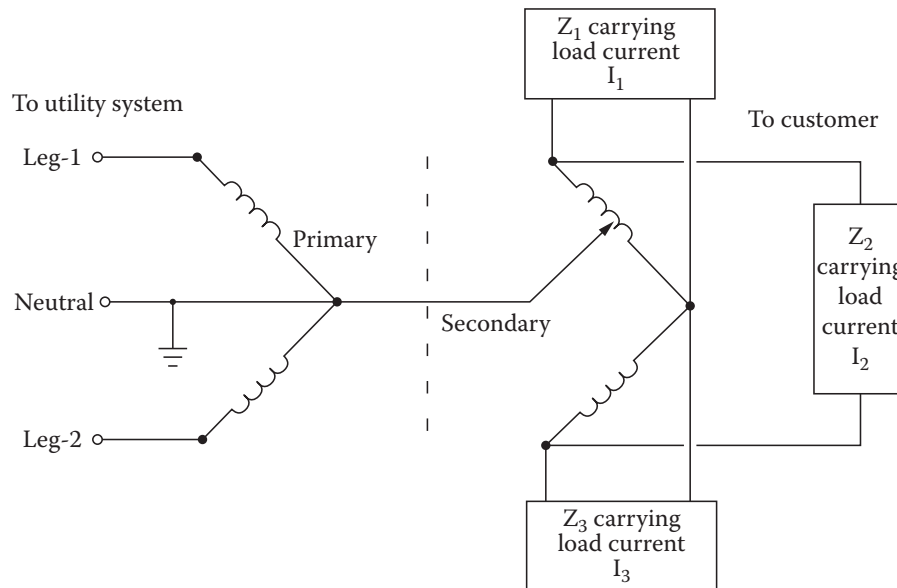 Z₁ carrying
load current
I₁
To utility system
To customer
Leg-1
Primary
Z₂
carrying
load
current
I₂
Neutral
Secondary
Leg-2
Z₃ carrying
load current
I₃